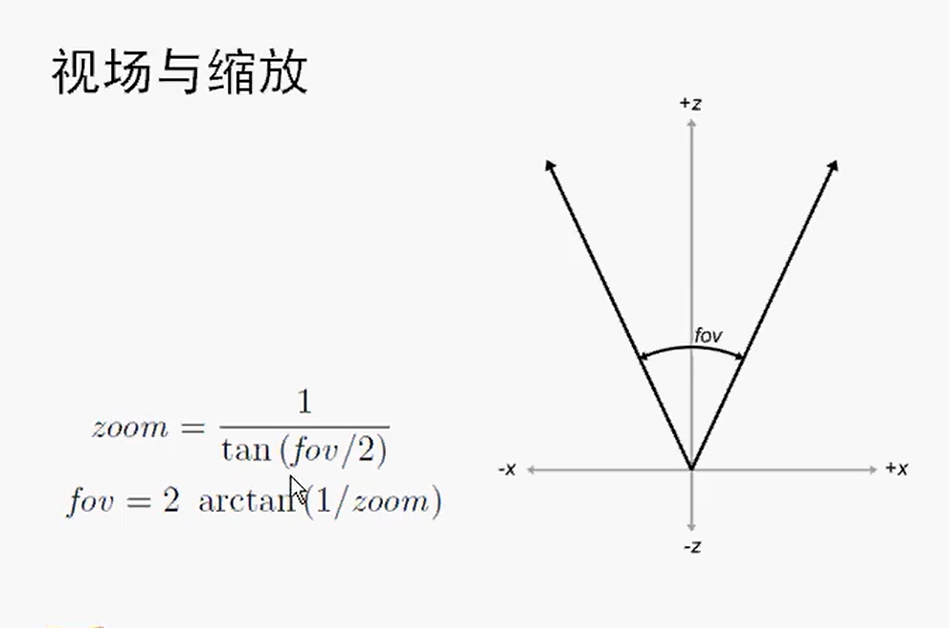 视场与缩放
+z
fov
zoom = 1 / tan (fov/2)
-x
+x
fov = 2 arctan(1/zoom)
-z